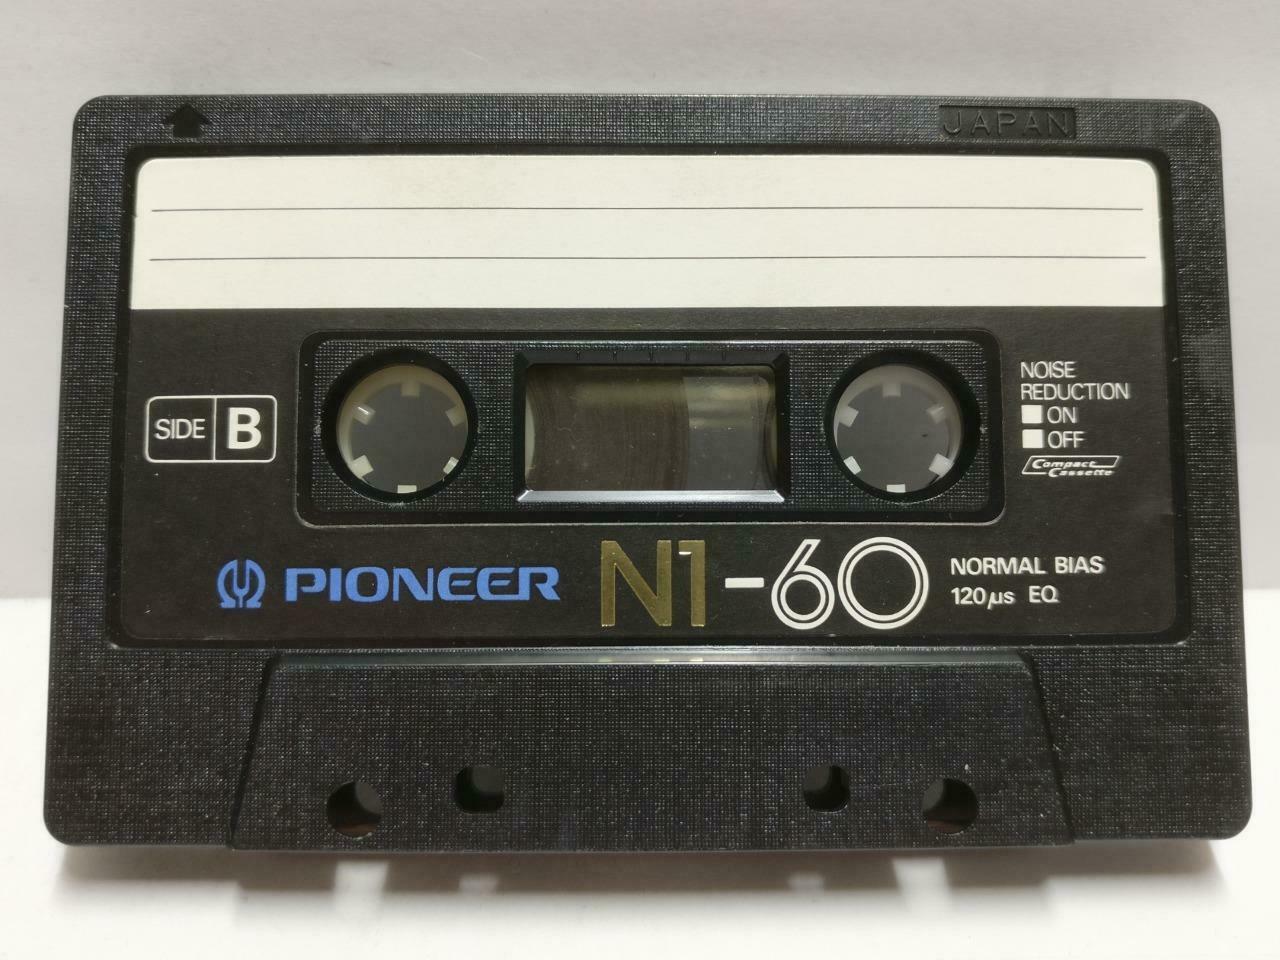 JAPAN
NOISE
REDUCTION
ON
OFF
Compact
Cassette
SIDE B
PIONEER N1-60
NORMAL BIAS
120μs EQ